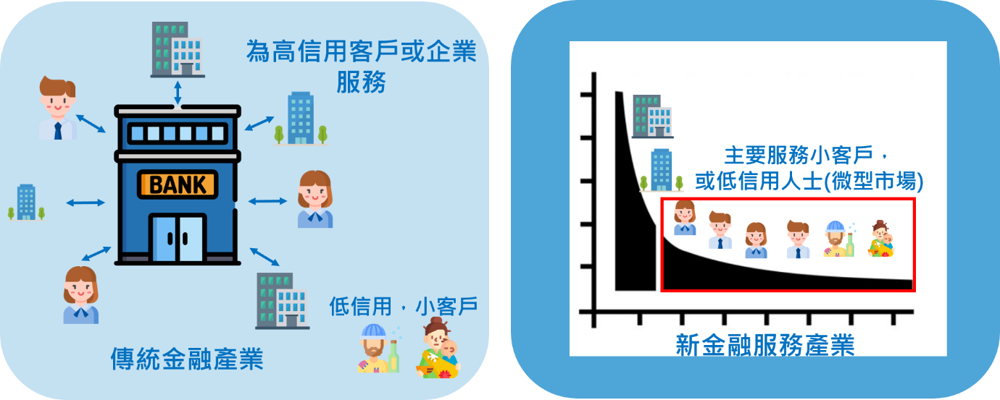 為高信用客戶或企業
服務
BANK
低信用，小客戶
傳統金融產業
主要服務小客戶，
或低信用人士(微型市場)
新金融服務產業